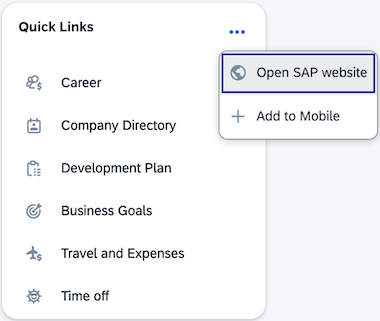 Quick Links
Open SAP website
Add to Mobile
Career
Company Directory
Development Plan
Business Goals
Travel and Expenses
Time off